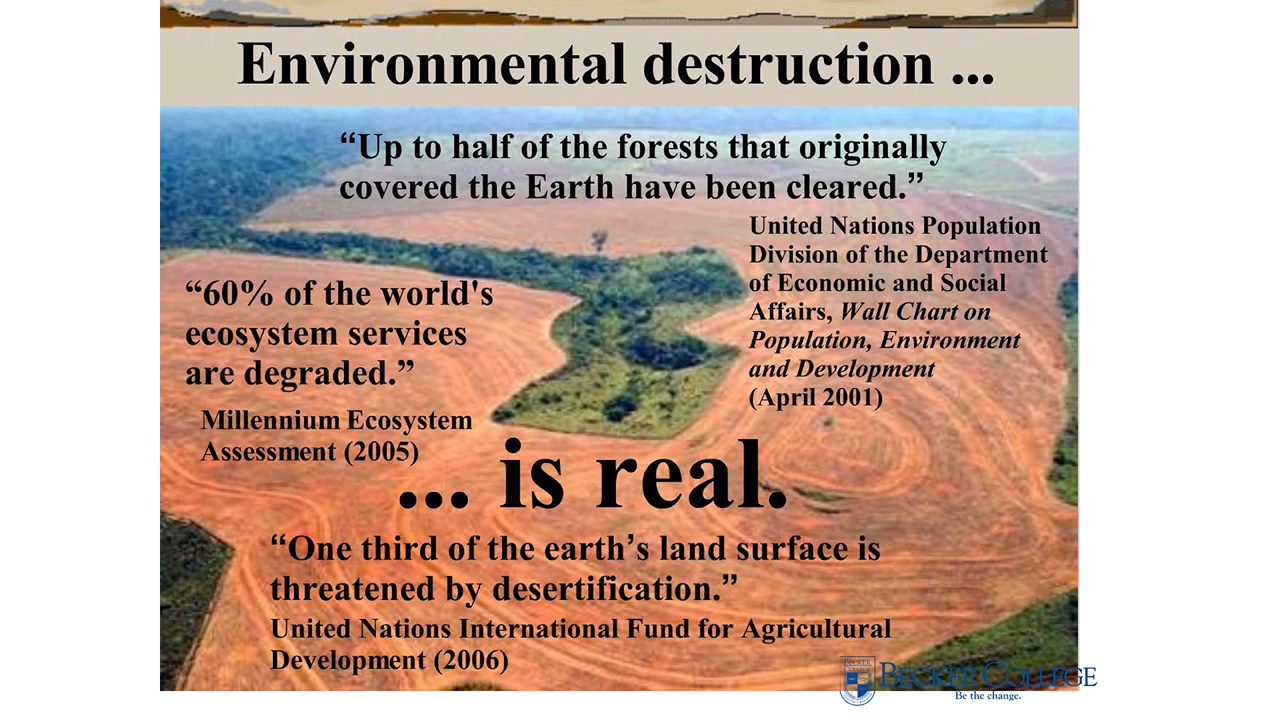 Environmental destruction ...
“Up to half of the forests that originally
covered the Earth have been cleared.”
United Nations Population
Division of the Department
of Economic and Social
Affairs, Wall Chart on
Population, Environment
and Development
(April 2001)
“60% of the world's
ecosystem services
are degraded.”
Millennium Ecosystem
Assessment (2005)
... is real.
“One third of the earth’s land surface is
threatened by desertification.”
United Nations International Fund for Agricultural
Development (2006)
BECKER COLLEGE
Be the change.